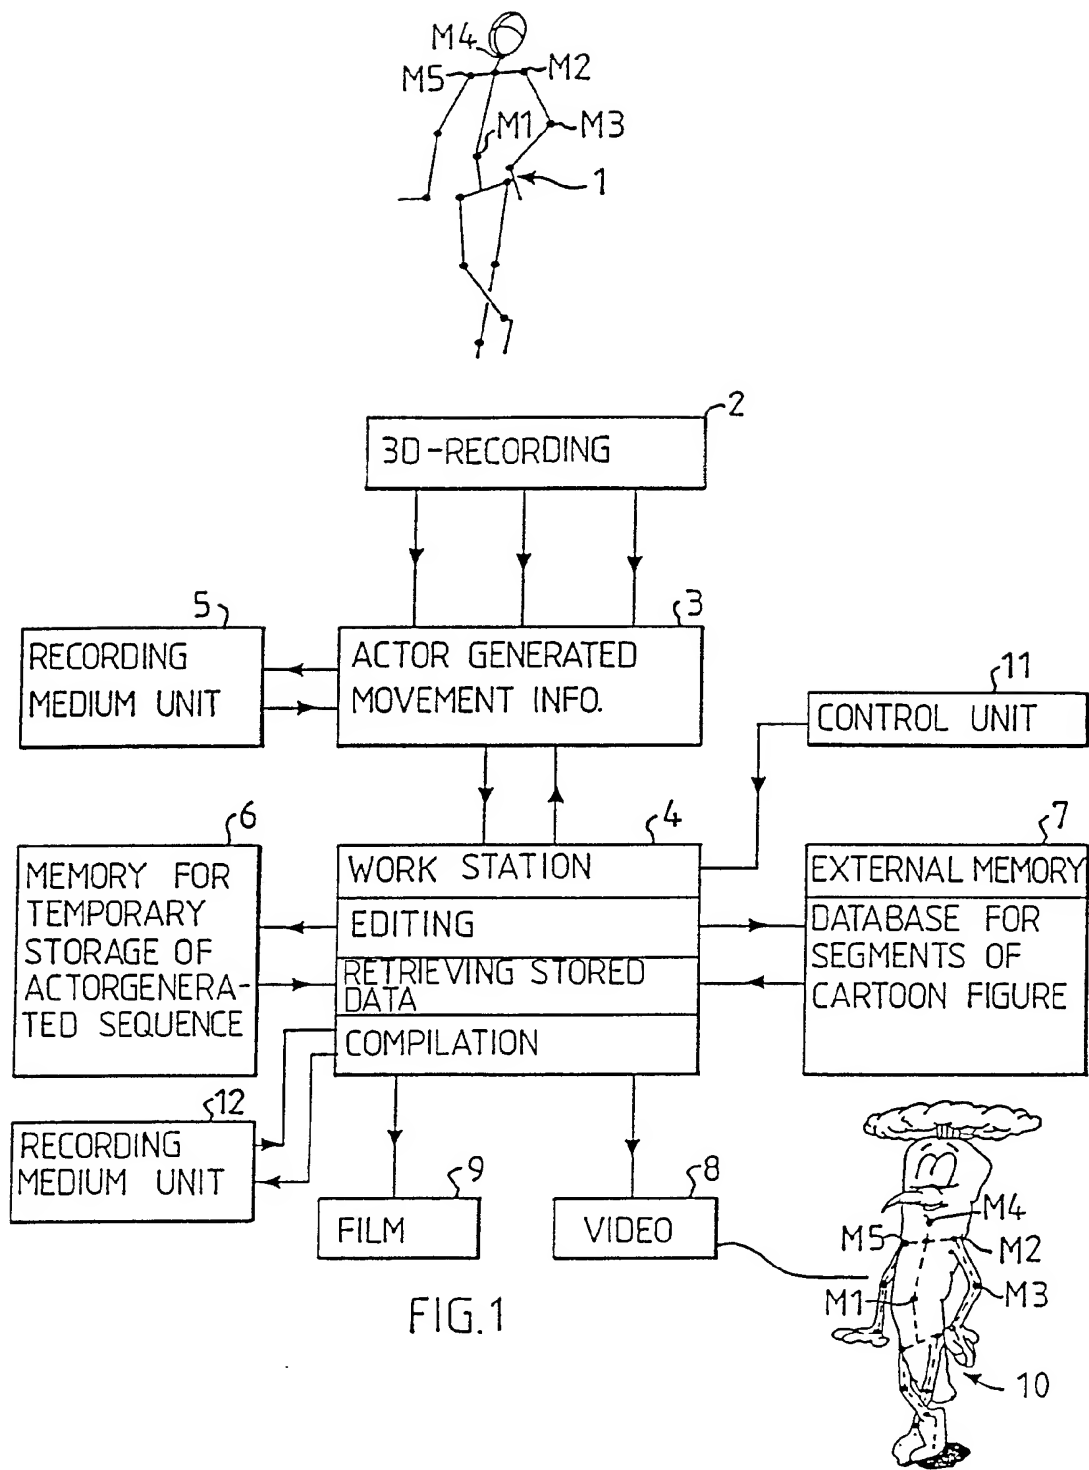 M4
M5
M2
M1
M3
1
2
3D-RECORDING
5
3
RECORDING
MEDIUM UNIT
ACTOR GENERATED
MOVEMENT INFO.
11
CONTROL UNIT
6
4
7
MEMORY FOR
TEMPORARY
STORAGE OF
ACTORGENERA-
TED SEQUENCE
WORK STATION
EDITING
RETRIEVING STORED
DATA
COMPILATION
EXTERNAL MEMORY
DATABASE FOR
SEGMENTS OF
CARTOON FIGURE
12
RECORDING
MEDIUM UNIT
9
FILM
8
VIDEO
M4
M5
M2
M1
M3
10
FIG.1